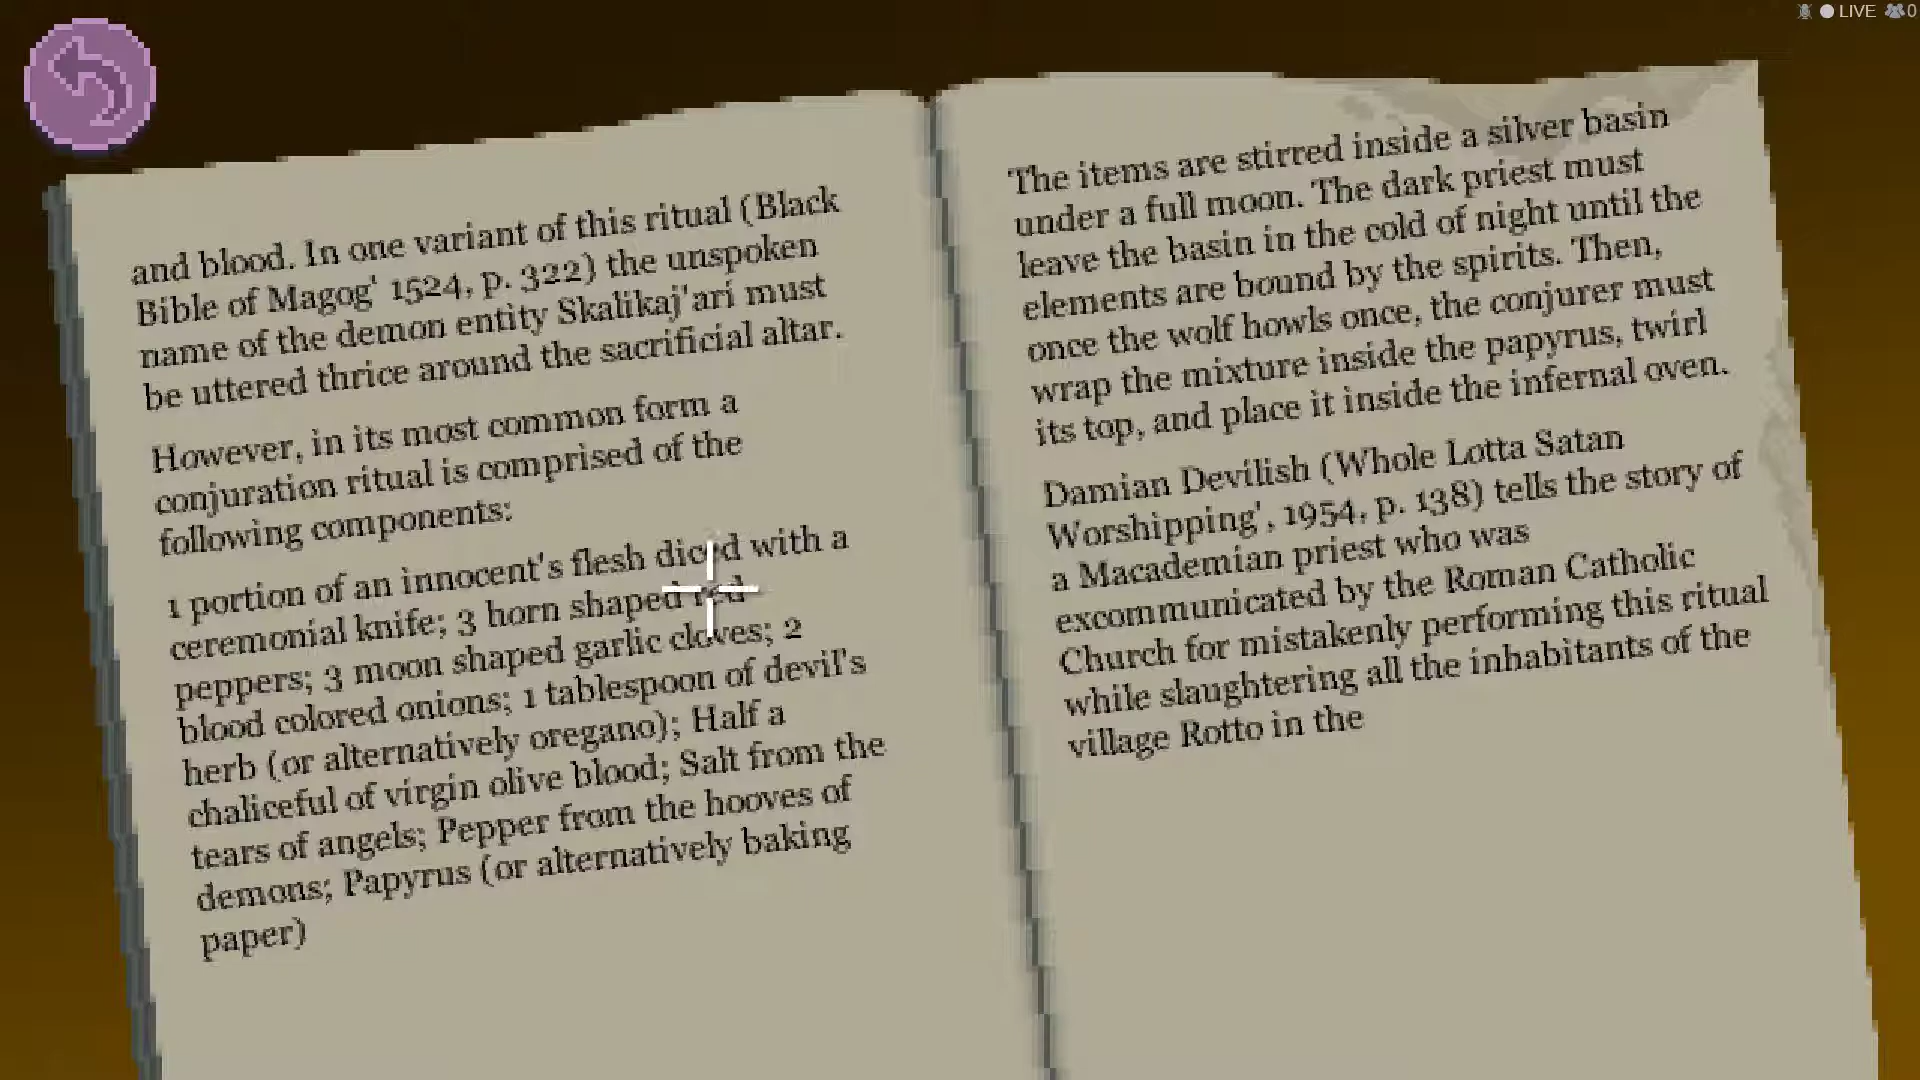 LIVE 0
and blood. In one variant of this ritual (Black
Bible of Magog' 1524, p. 322) the unspoken
name of the demon entity Skalikaj'ari must
be uttered thrice around the sacrificial altar.
However, in its most common form a
conjuration ritual is comprised of the
following components:
1 portion of an innocent's flesh diced with a
ceremonial knife; 3 horn shaped red
peppers; 3 moon shaped garlic cloves; 2
blood colored onions; 1 tablespoon of devil's
herb (or alternatively oregano); Half a
chaliceful of virgin olive blood; Salt from the
tears of angels; Pepper from the hooves of
demons; Papyrus (or alternatively baking
paper)
The items are stirred inside a silver basin
under a full moon. The dark priest must
leave the basin in the cold of night until the
elements are bound by the spirits. Then,
once the wolf howls once, the conjurer must
wrap the mixture inside the papyrus, twirl
its top, and place it inside the infernal oven.
Damian Devilish (Whole Lotta Satan
Worshipping', 1954, p. 138) tells the story of
a Macademian priest who was
excommunicated by the Roman Catholic
Church for mistakenly performing this ritual
while slaughtering all the inhabitants of the
village Rotto in the